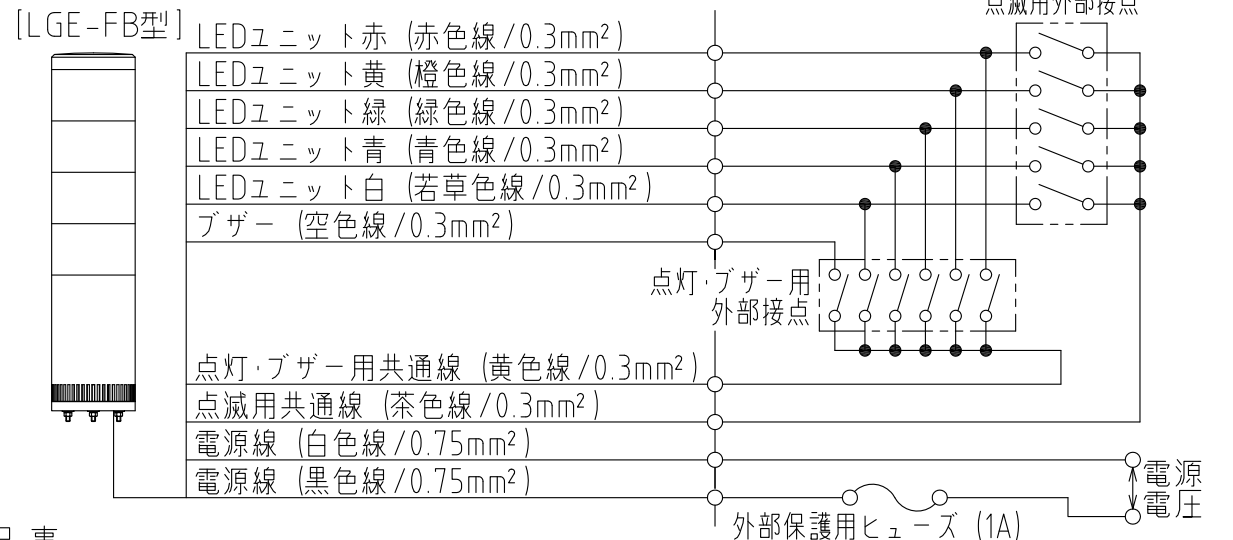 点滅用外部接点
[LGE-FB型]
LEDユニット赤 (赤色線/0.3mm²)
LEDユニット黄 (橙色線/0.3mm²)
LEDユニット緑 (緑色線/0.3mm²)
LEDユニット青 (青色線/0.3mm²)
LEDユニット白 (若草色線/0.3mm²)
ブザー (空色線/0.3mm²)
点灯・ブザー用
外部接点
点灯・ブザー用共通線 (黄色線/0.3mm²)
点滅用共通線 (茶色線/0.3mm²)
電源線 (白色線/0.75mm²)
電源線 (黒色線/0.75mm²)
電源
電圧
外部保護用ヒューズ (1A)